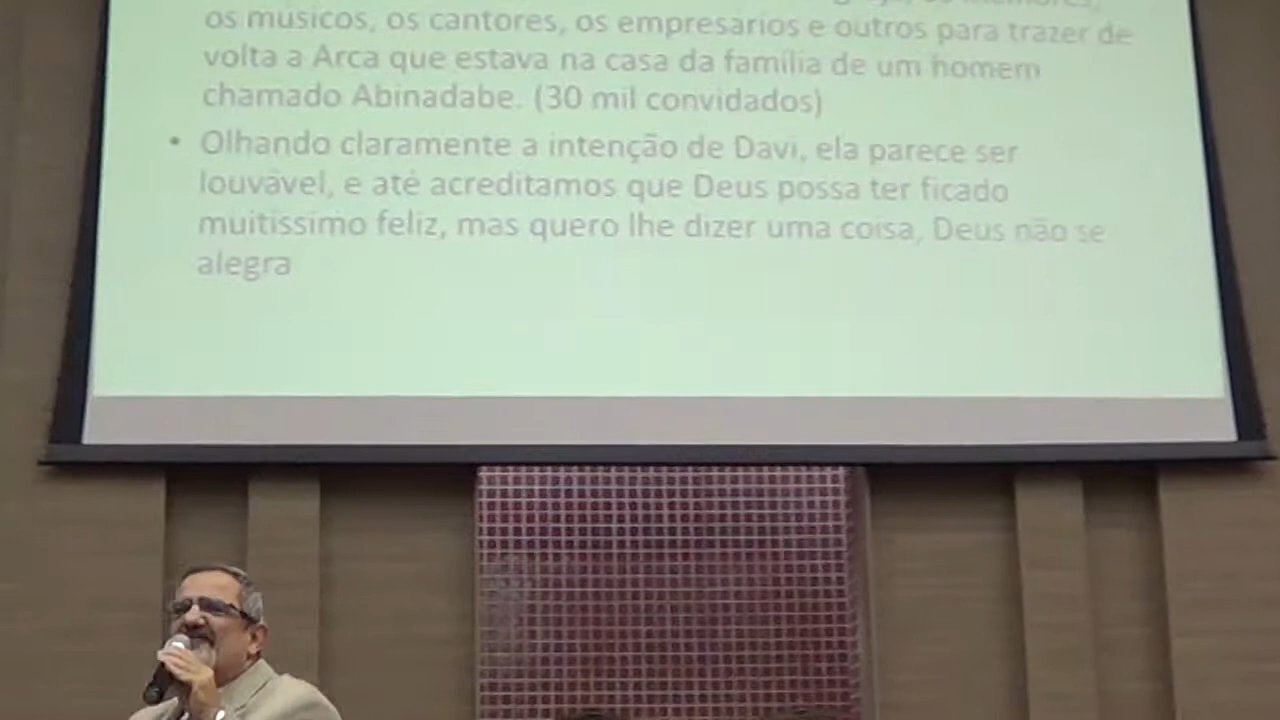 os músicos, os cantores, os empresários e outros para trazer de
volta a Arca que estava na casa da família de um homem
chamado Abinadabe. (30 mil convidados)
• Olhando claramente a intenção de Davi, ela parece ser
louvável, e até acreditamos que Deus possa ter ficado
muitíssimo feliz, mas quero lhe dizer uma coisa, Deus não se
alegra